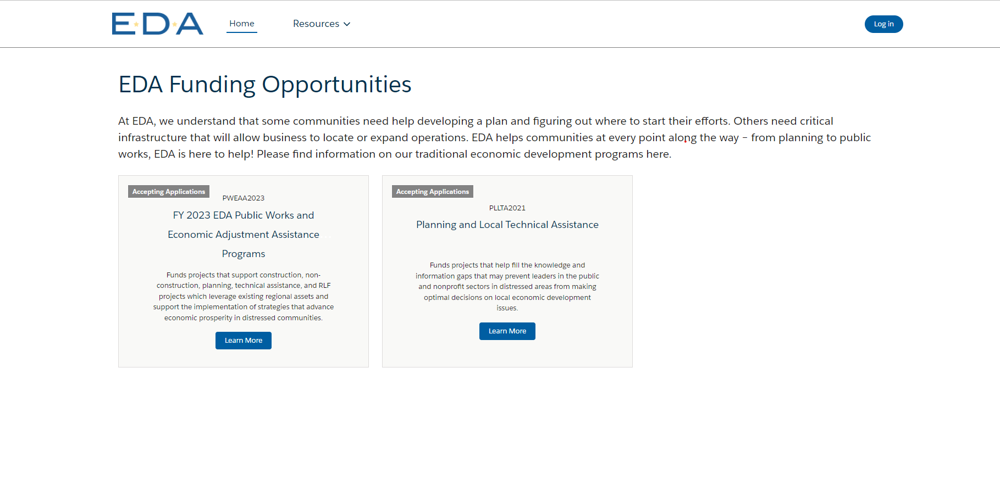 EDA
Home
Resources
Log in
EDA Funding Opportunities
At EDA, we understand that some communities need help developing a plan and figuring out where to start their efforts. Others need critical
infrastructure that will allow business to locate or expand operations. EDA helps communities at every point along the way – from planning to public
works, EDA is here to help! Please find information on our traditional economic development programs here.
Accepting Applications
PWEAA2023
FY 2023 EDA Public Works and
Economic Adjustment Assistance
Programs
Funds projects that support construction, non-
construction, planning, technical assistance, and RLF
projects which leverage existing regional assets and
support the implementation of strategies that advance
economic prosperity in distressed communities.
Learn More
Accepting Applications
PLLTA2021
Planning and Local Technical Assistance
Funds projects that help fill the knowledge and
information gaps that may prevent leaders in the public
and nonprofit sectors in distressed areas from making
optimal decisions on local economic development
issues.
Learn More